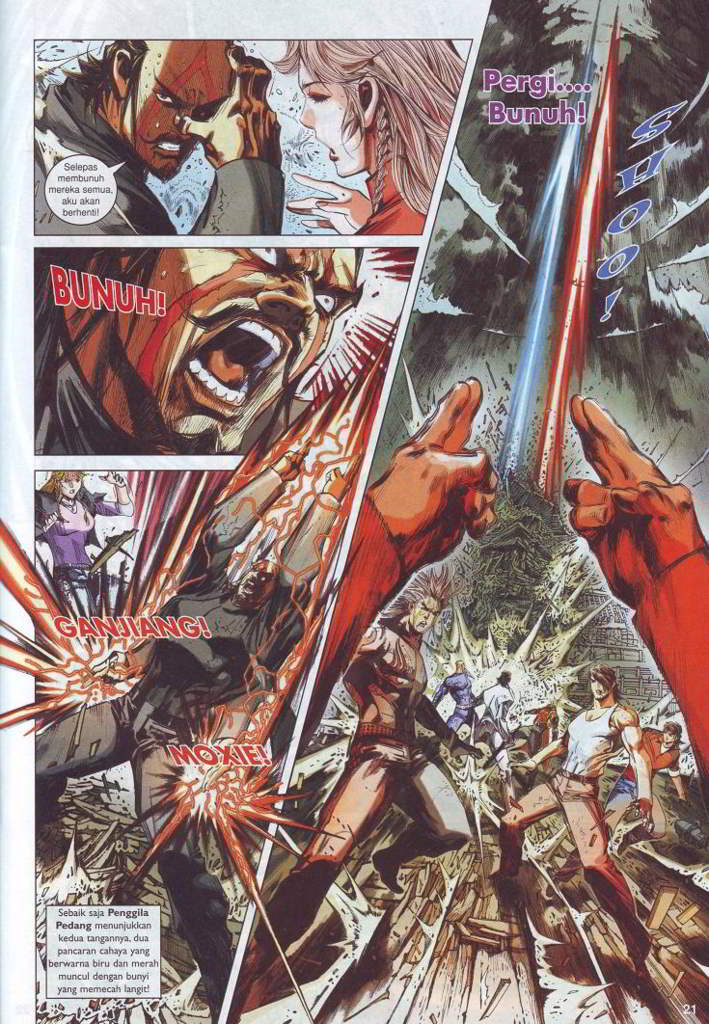 Selepas
membunuh
mereka semua,
aku akan
berhenti!
BUNUH!
GANJIANG!
MOXIE!
Sebaik saja Penggila
Pedang menunjukkan
kedua tangannya, dua
pancaran cahaya yang
berwarna biru dan merah
muncul dengan bunyi
yang memecah langit!
Pergi....
Bunuh!
SHOOO!
21